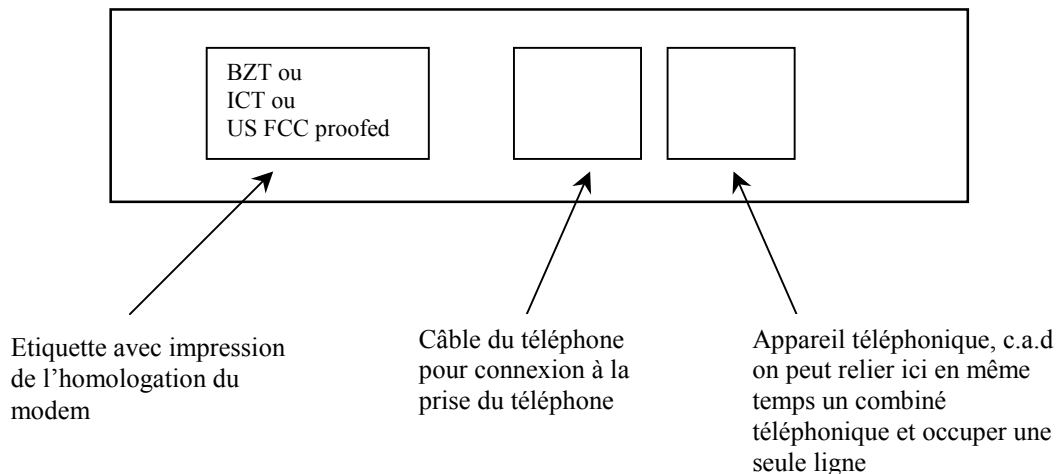 BZT ou
ICT ou
US FCC proofed
Etiquette avec impression
de l’homologation du
modem
Câble du téléphone
pour connexion à la
prise du téléphone
Appareil téléphonique, c.a.d
on peut relier ici en même
temps un combiné
téléphonique et occuper une
seule ligne